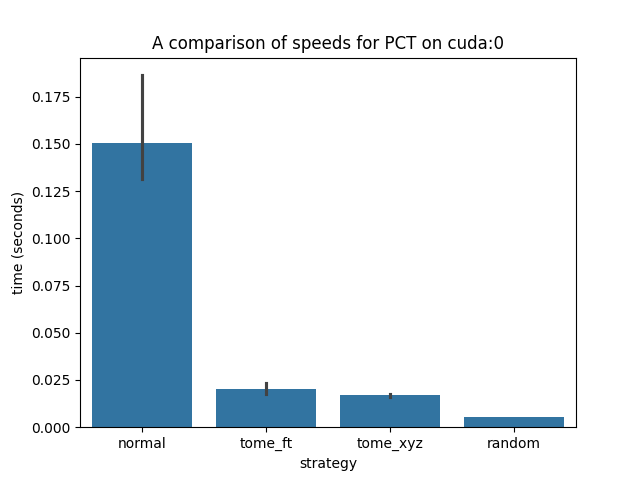 A comparison of speeds for PCT on cuda:0
time (seconds)
0.175
0.150
0.125
0.100
0.075
0.050
0.025
0.000
normal tome_ft tome_xyz random
strategy